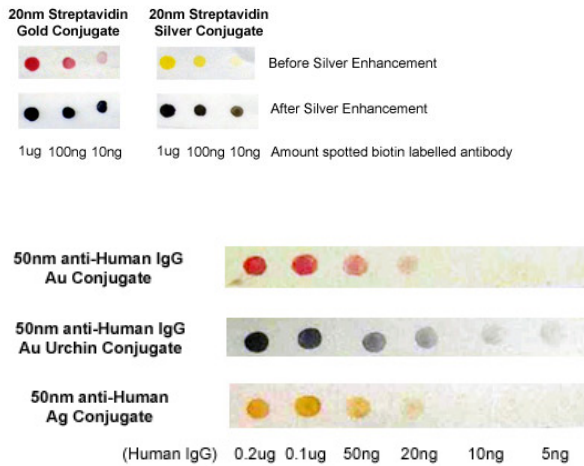 20nm Streptavidin
Gold Conjugate
20nm Streptavidin
Silver Conjugate
Before Silver Enhancement
After Silver Enhancement
1ug 100ng 10ng 1ug 100ng 10ng Amount spotted biotin labelled antibody
50nm anti-Human IgG
Au Conjugate
50nm anti-Human IgG
Au Urchin Conjugate
50nm anti-Human
Ag Conjugate
(Human IgG) 0.2ug 0.1ug 50ng 20ng 10ng 5ng